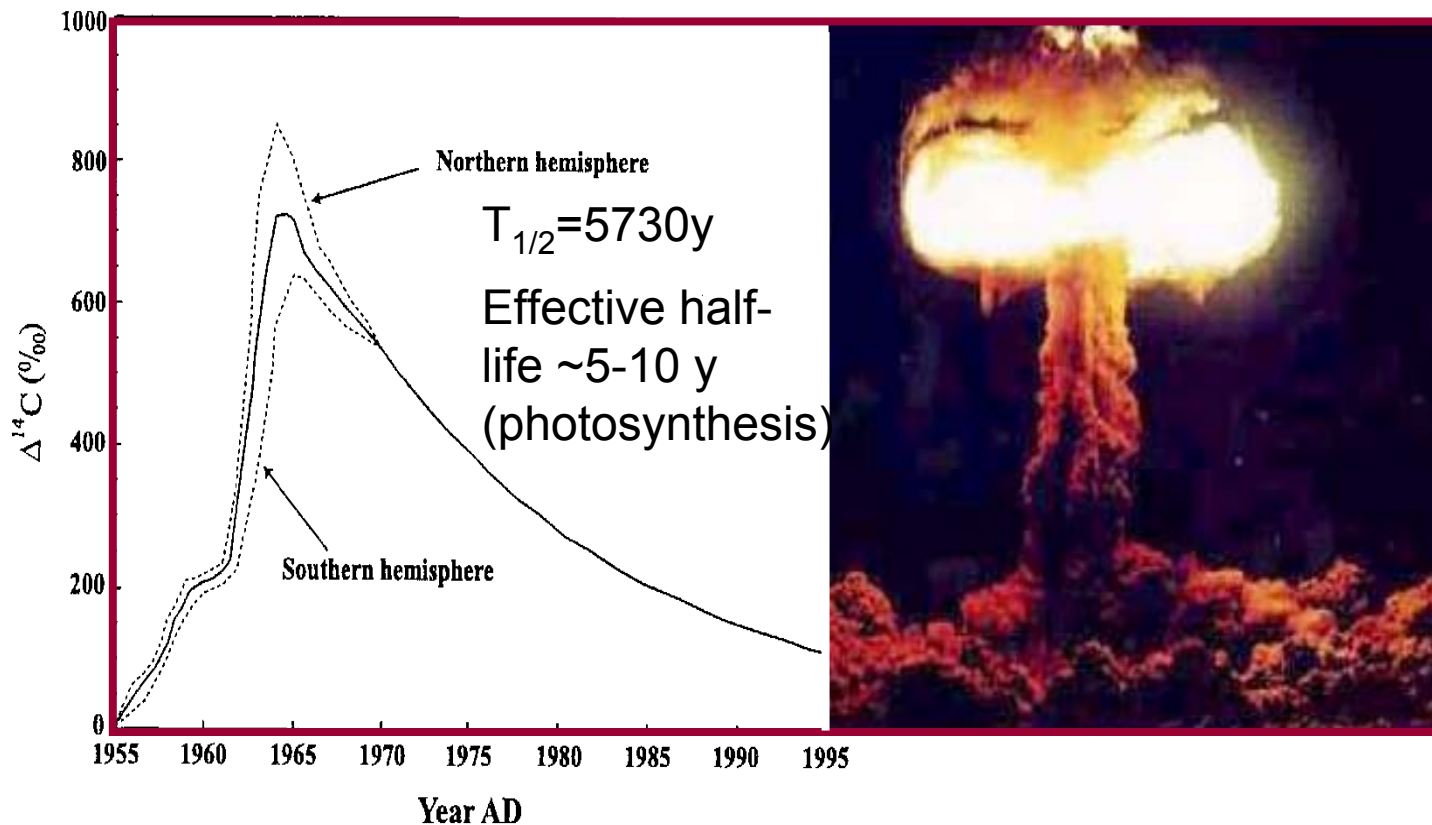 1000
800
600
400
200
0
Δ¹⁴C (‰)
Northern hemisphere
T₁/₂=5730y
Effective half-
life ~5-10 y
(photosynthesis)
Southern hemisphere
1955 1960 1965 1970 1975 1980 1985 1990 1995
Year AD